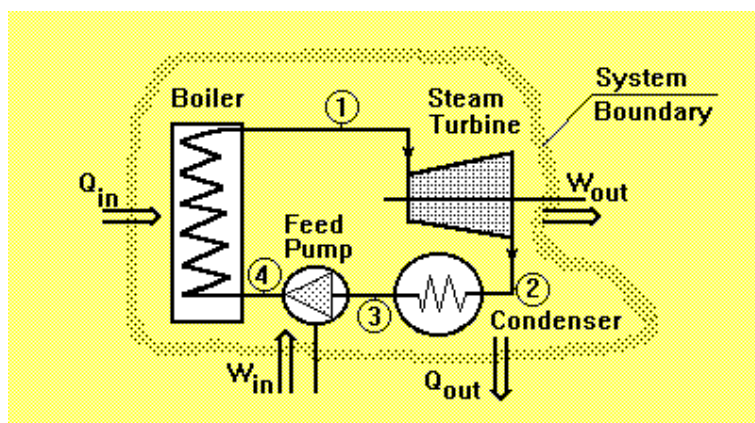 System
Boundary
Boiler
1
Steam
Turbine
Q in
W out
Feed
Pump
4
3
2
Condenser
W in
Q out